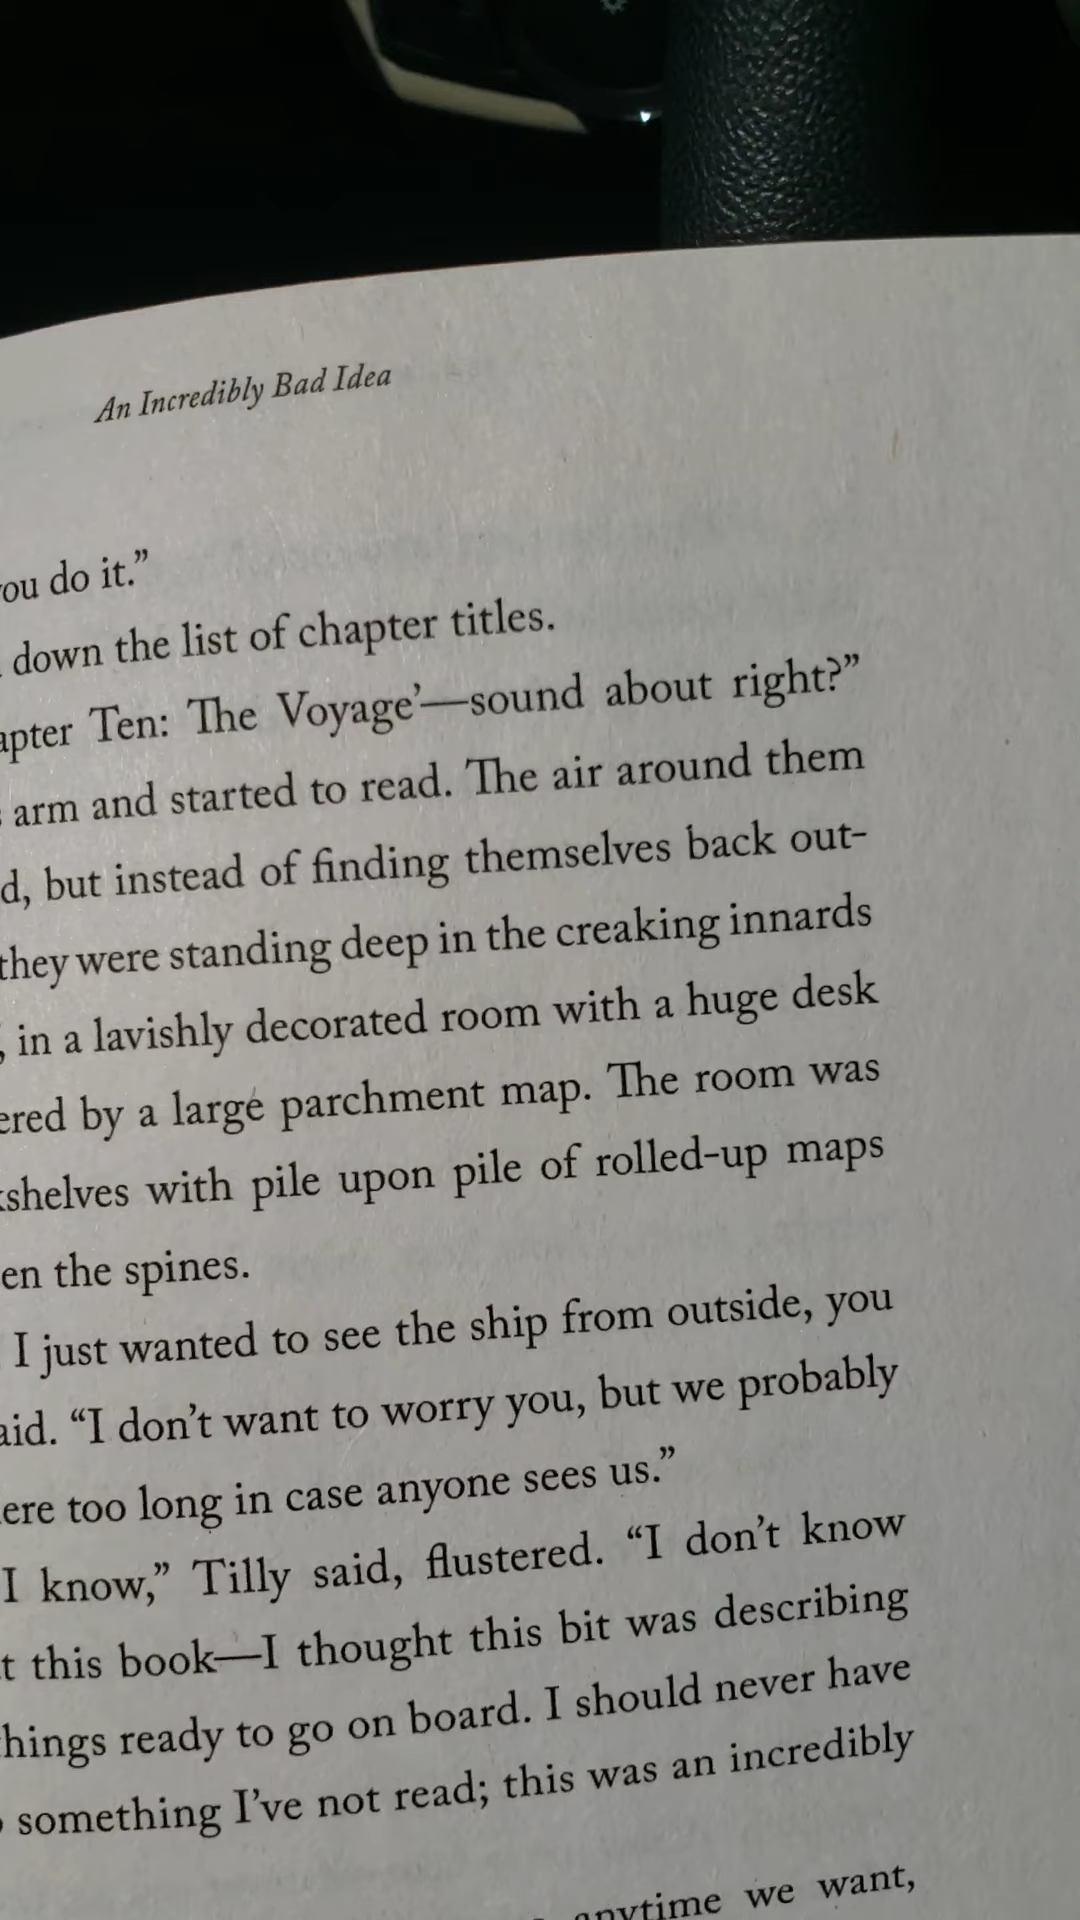 An Incredibly Bad Idea
you do it.”
down the list of chapter titles.
Ten: The Voyage’—sound about right?”
arm and started to read. The air around them
but instead of finding themselves back out-
they were standing deep in the creaking innards
in a lavishly decorated room with a huge desk
by a large parchment map. The room was
shelves with pile upon pile of rolled-up maps
en the spines.
I just wanted to see the ship from outside, you
aid. “I don’t want to worry you, but we probably
ere too long in case anyone sees us.”
I know,” Tilly said, flustered. “I don’t know
t this book—I thought this bit was describing
hings ready to go on board. I should never have
something I’ve not read; this was an incredibly
anytime we want,